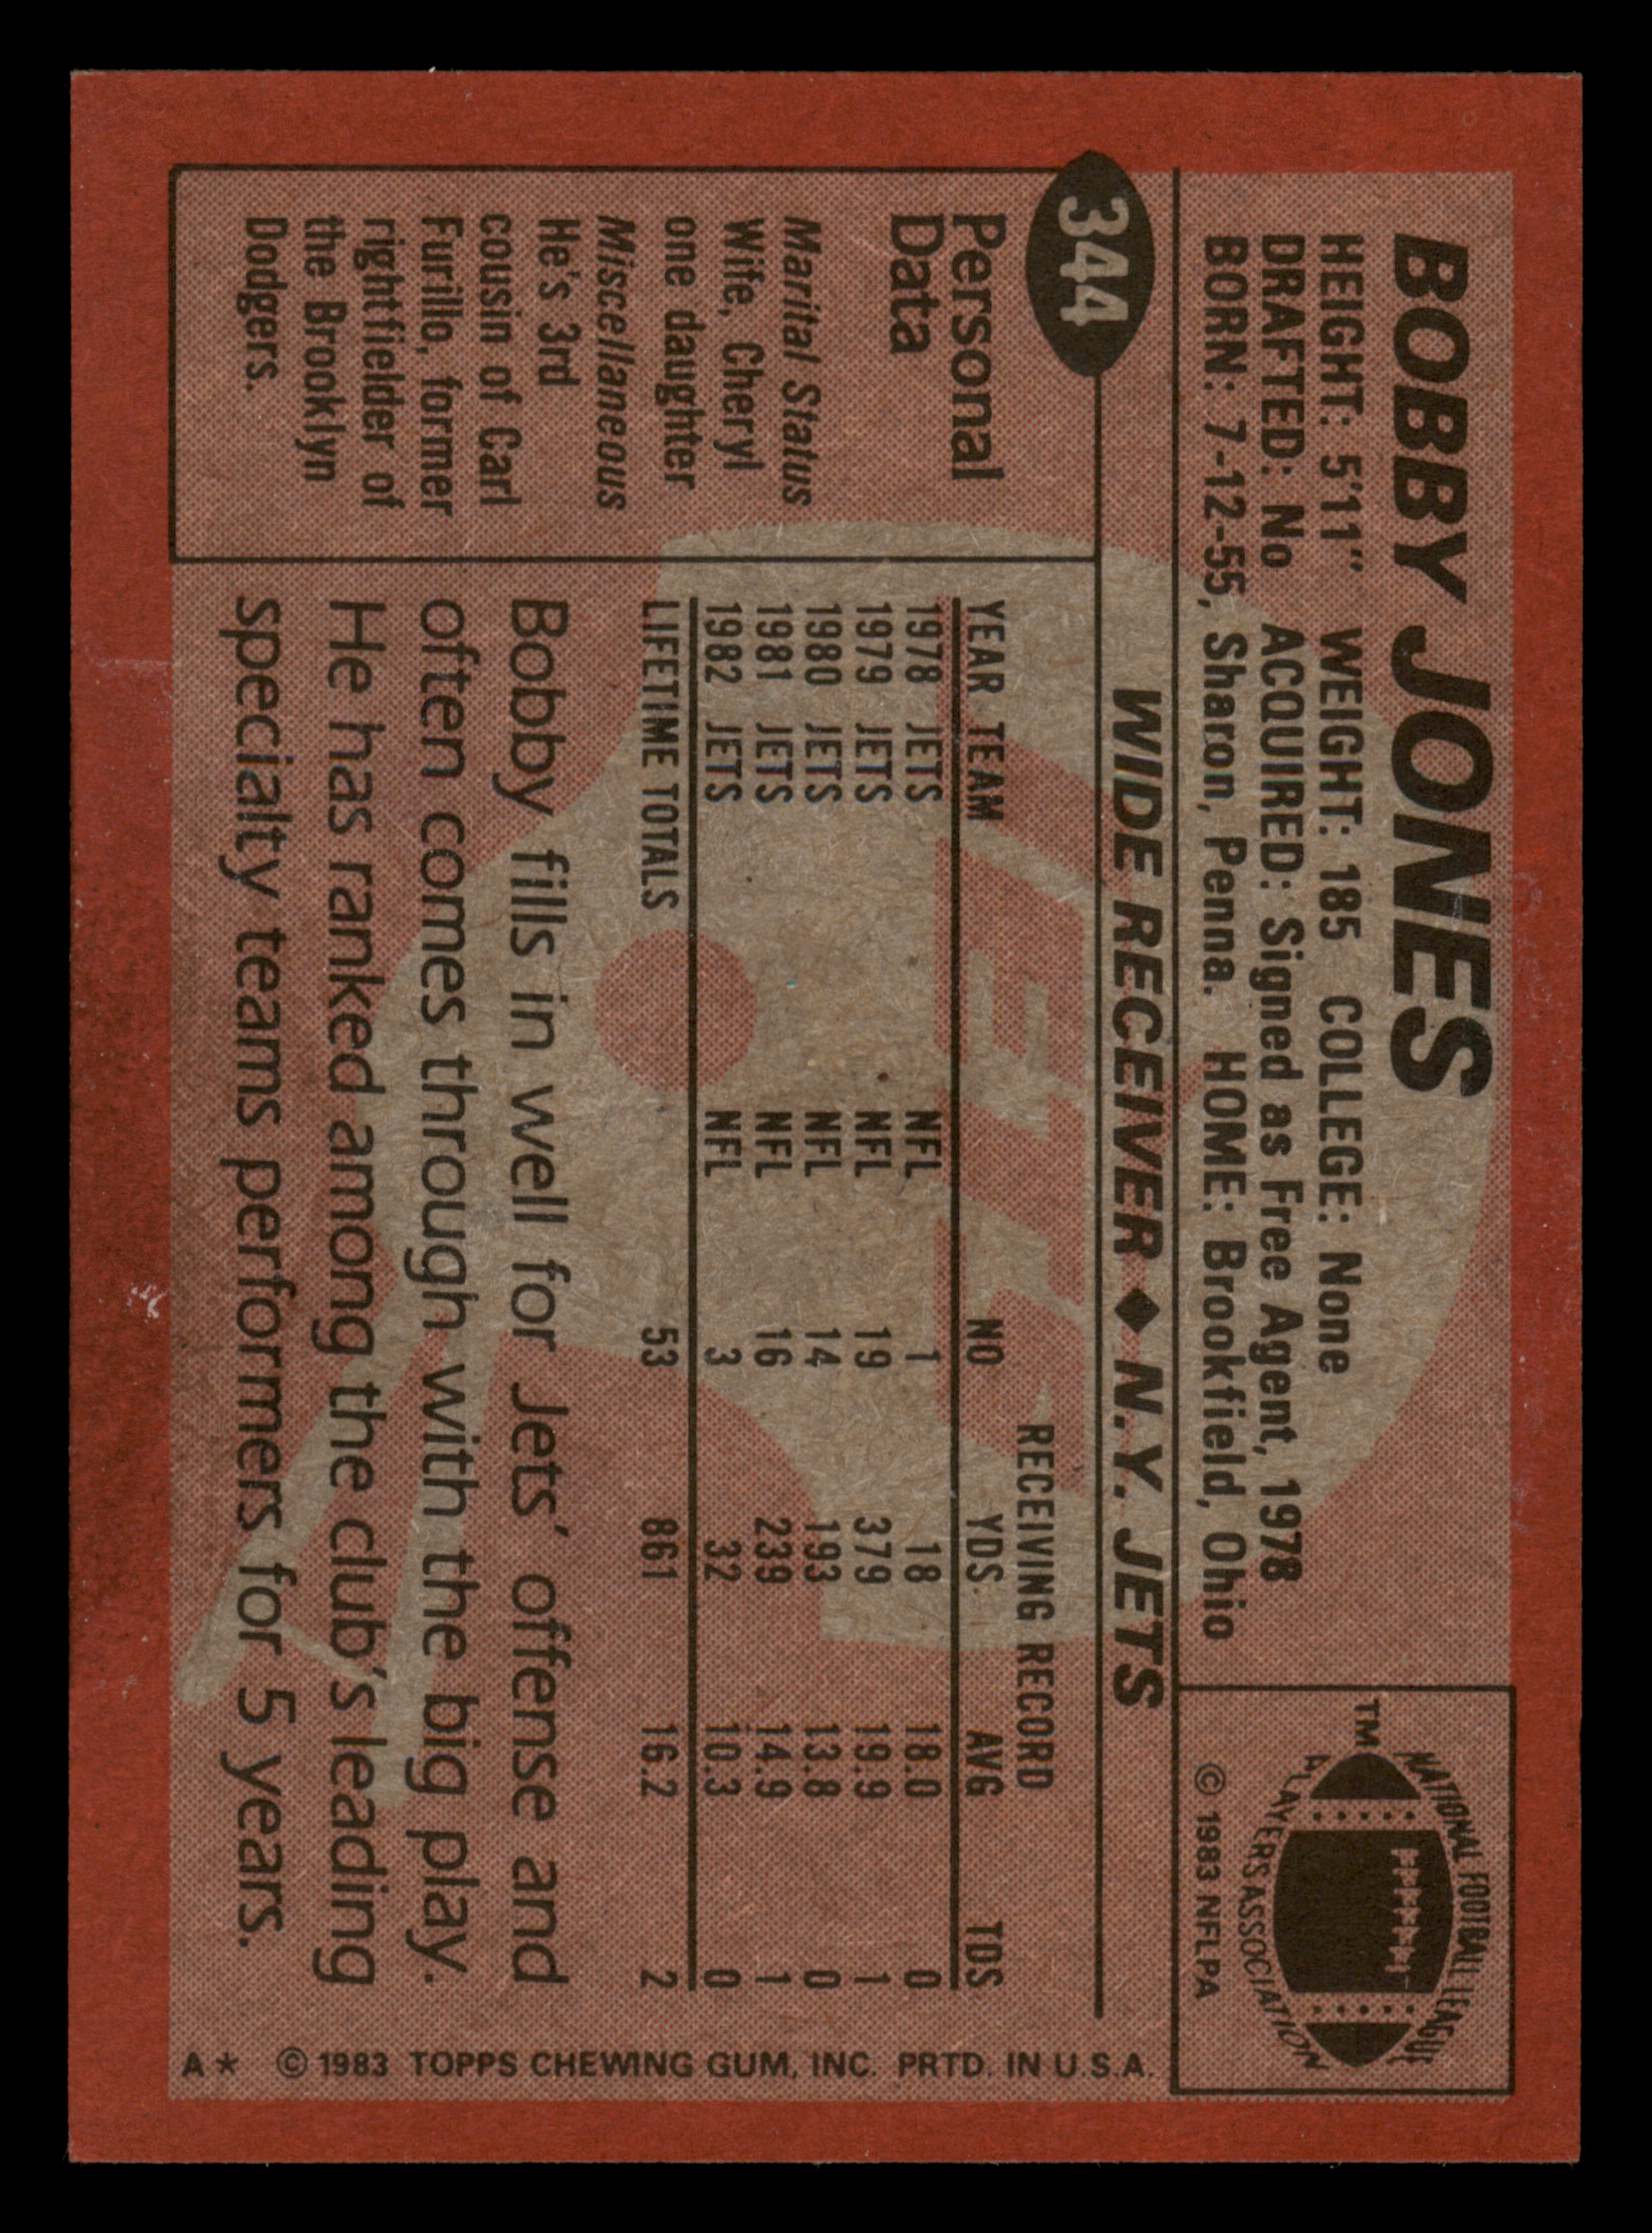 BOBBY JONES
HEIGHT: 5'11" WEIGHT: 185 COLLEGE: None
DRAFTED: No ACQUIRED: Signed as Free Agent, 1978
BORN: 7-12-55, Sharon, Penna. HOME: Brookfield, Ohio
TM
NATIONAL FOOTBALL LEAGUE
PLAYERS ASSOCIATION
© 1983 NFLPA
344
WIDE RECEIVER ◆ N.Y. JETS
Personal
Data
Marital Status
Wife, Cheryl
one daughter
Miscellaneous
He's 3rd
cousin of Carl
Furillo, former
rightfielder of
the Brooklyn
Dodgers.
RECEIVING RECORD
YEAR TEAM NO YDS. AVG TDS
1978 JETS NFL 1 18 18.0 0
1979 JETS NFL 19 379 19.9 1
1980 JETS NFL 14 193 13.8 0
1981 JETS NFL 16 239 14.9 1
1982 JETS NFL 3 32 10.3 0
LIFETIME TOTALS 53 861 16.2 2
Bobby fills in well for Jets' offense and
often comes through with the big play.
He has ranked among the club's leading
specialty teams performers for 5 years.
A* © 1983 TOPPS CHEWING GUM, INC. PRTD. IN U.S.A.